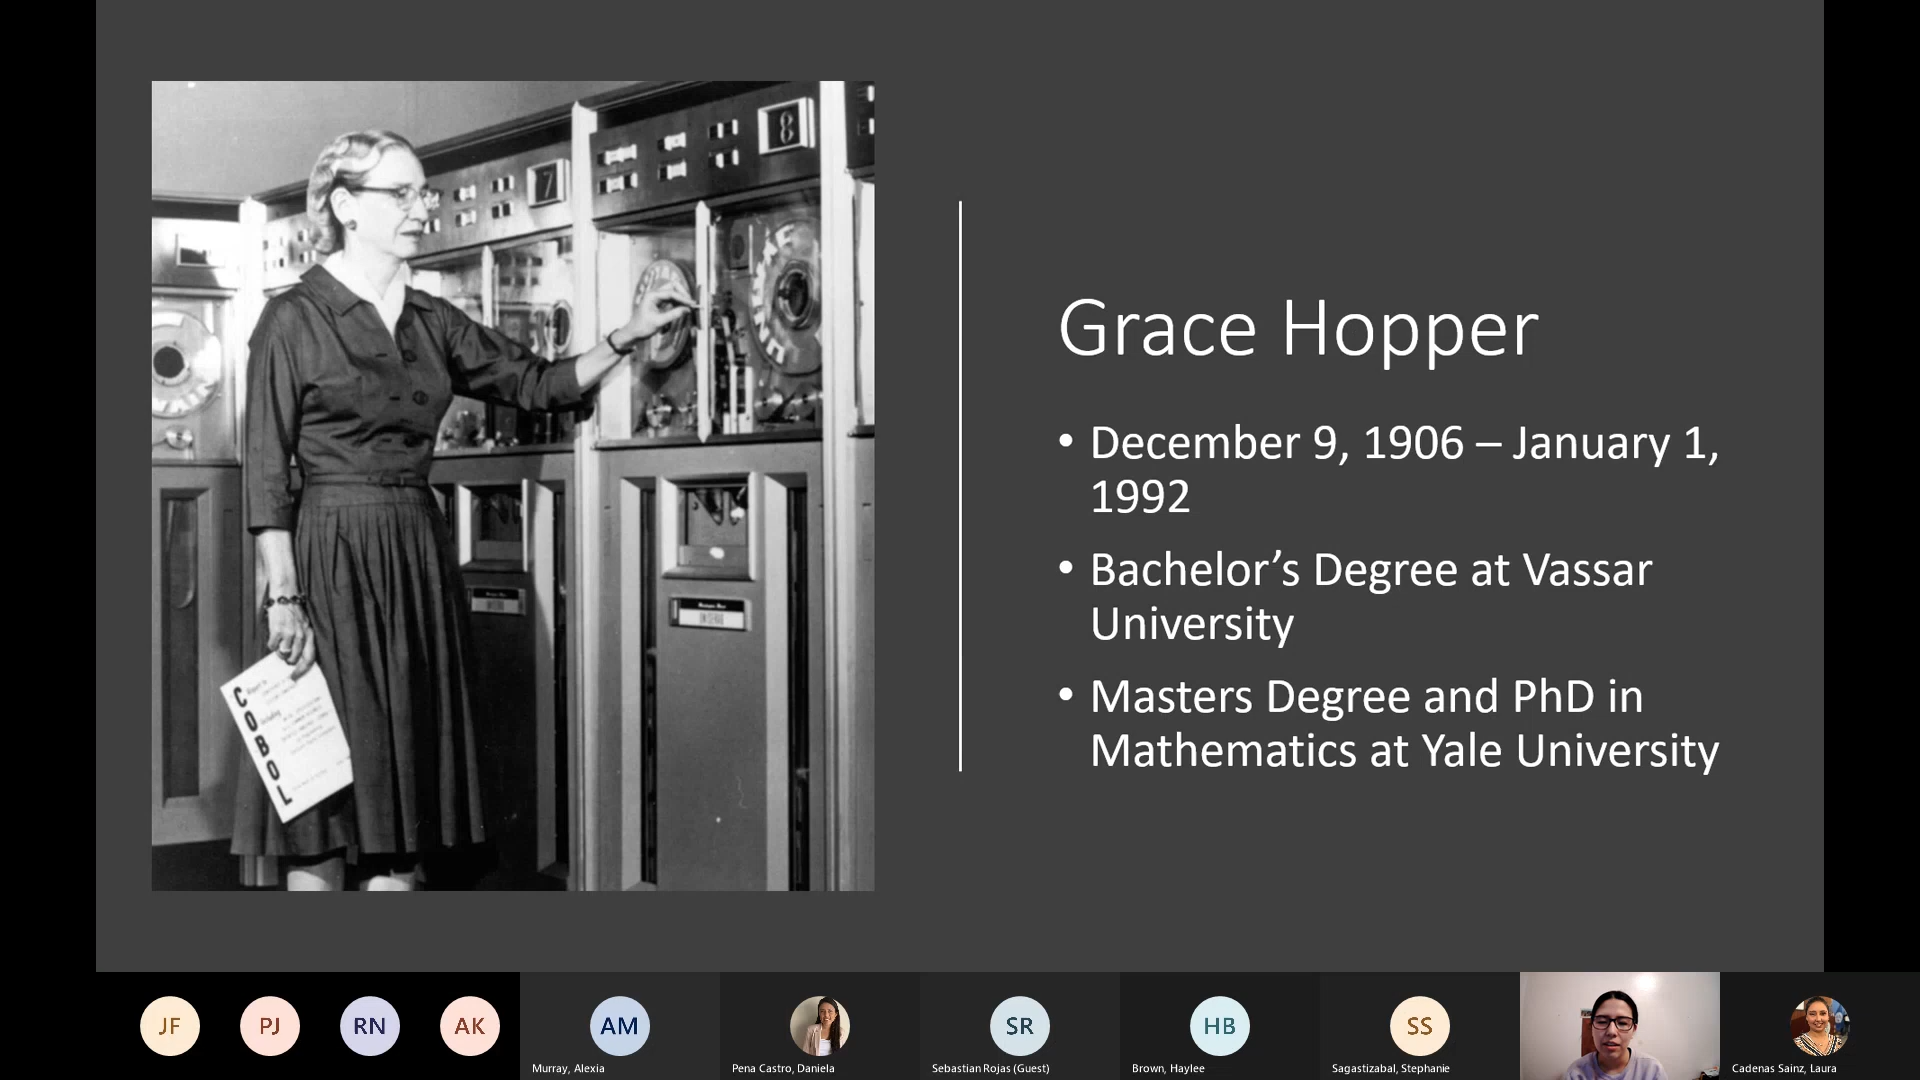 7
8
Grace Hopper
• December 9, 1906 – January 1,
1992
• Bachelor’s Degree at Vassar
University
• Masters Degree and PhD in
Mathematics at Yale University
COBOL
JF
PJ
RN
AK
AM
SR
HB
SS
Murray, Alexia
Pena Castro, Daniela
Sebastian Rojas (Guest)
Brown, Haylee
Sagastizabal, Stephanie
Cadenas Sainz, Laura